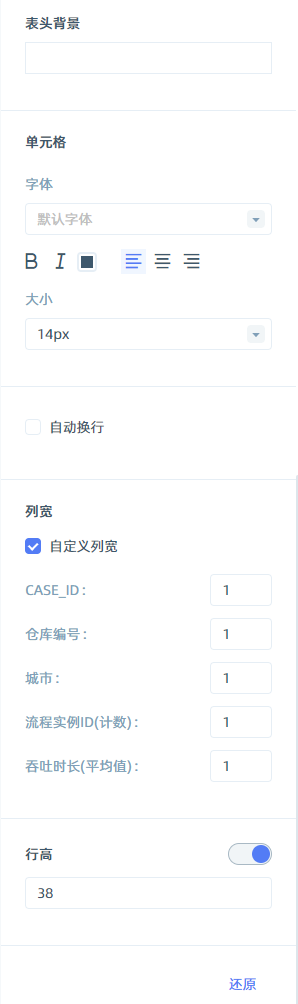 表头背景
单元格
字体
默认字体
B I
大小
14px
自动换行
列宽
自定义列宽
CASE_ID： 1
仓库编号： 1
城市： 1
流程实例ID(计数)： 1
吞吐时长(平均值)： 1
行高
38
还原